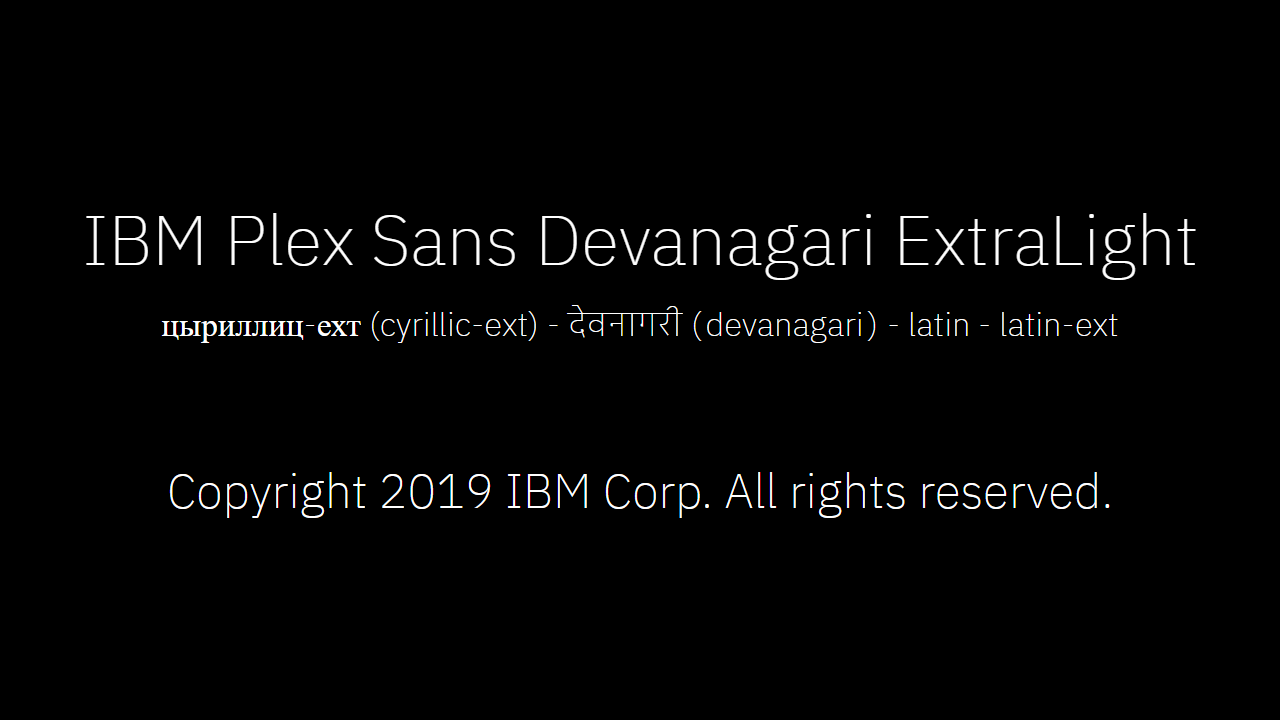 IBM Plex Sans Devanagari ExtraLight
цыриллиц-ехт (cyrillic-ext) - देवनागरी (devanagari) - latin - latin-ext
Copyright 2019 IBM Corp. All rights reserved.